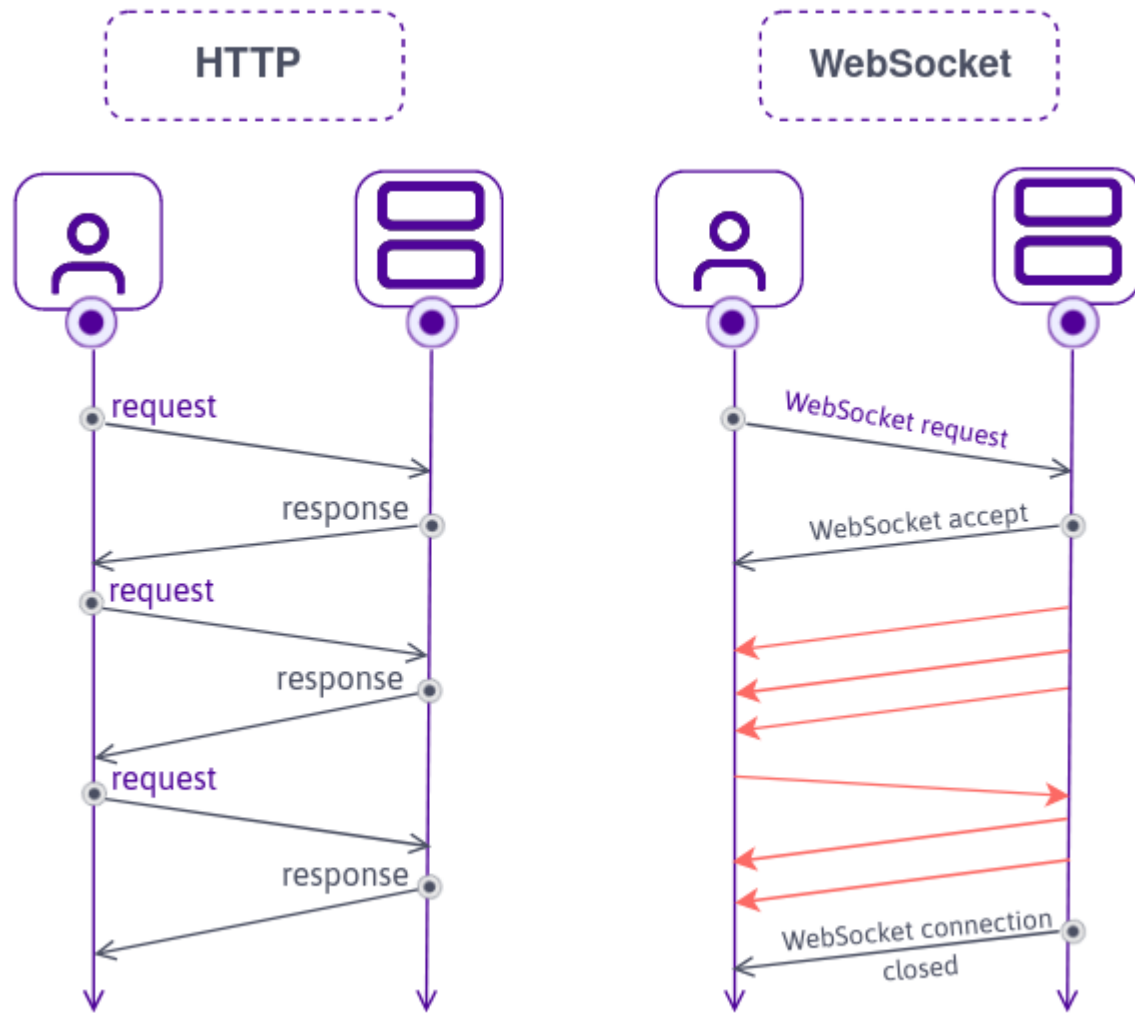 HTTP
request
response
request
response
request
response
WebSocket
WebSocket request
WebSocket accept
WebSocket connection
closed